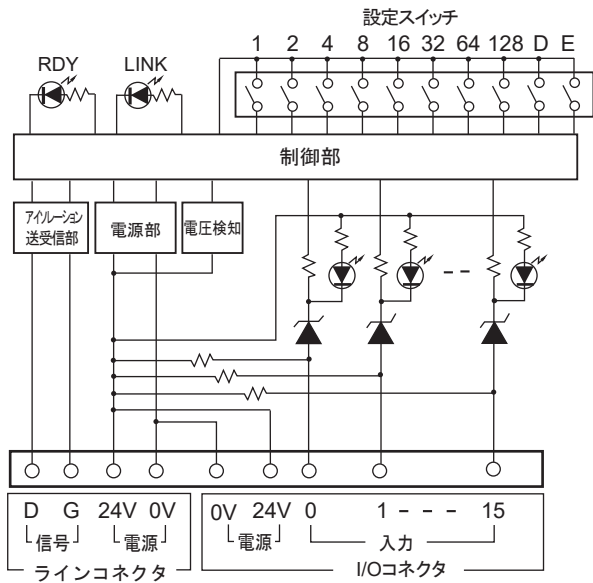 設定スイッチ
1 2 4 8 16 32 64 128 D E
RDY LINK
制御部
アイソレーション
送受信部
電源部
電圧検知
D G 24V 0V
信号 電源
ラインコネクタ
0V 24V 0 1 - - - 15
電源 入力
I/Oコネクタ